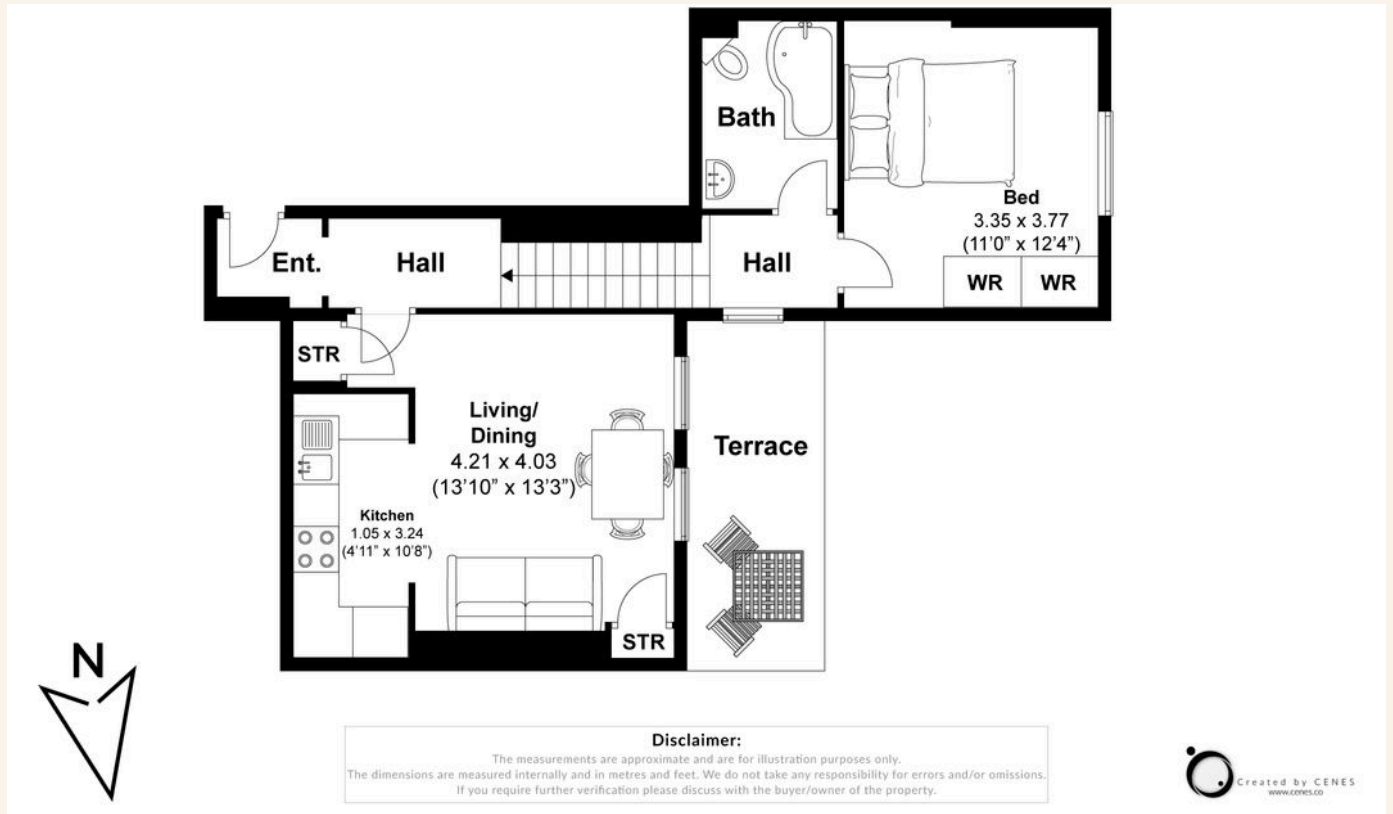 Bath
Bed
3.35 x 3.77
(11'0" x 12'4")
WR
WR
Ent.
Hall
Hall
STR
Living/
Dining
4.21 x 4.03
(13'10" x 13'3")
Terrace
Kitchen
1.05 x 3.24
(4'11" x 10'8")
STR
N
Disclaimer:
The measurements are approximate and are for illustration purposes only.
The dimensions are measured internally and in metres and feet. We do not take any responsibility for errors and/or omissions.
If you require further verification please discuss with the buyer/owner of the property.
Created by CENES
www.cenes.co